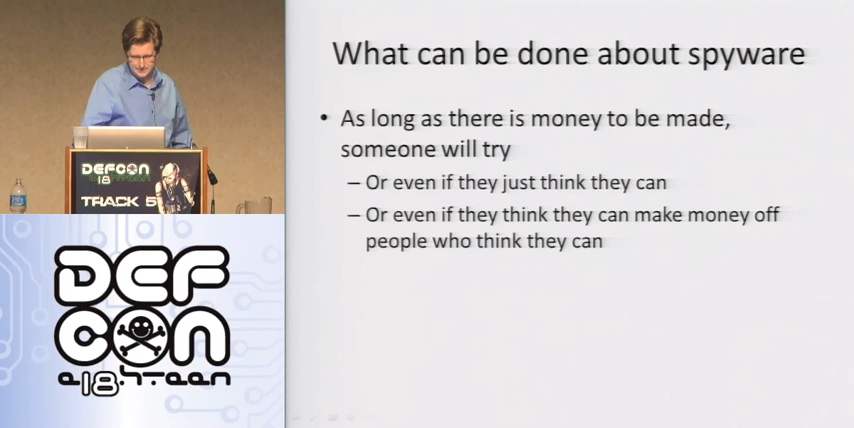 What can be done about spyware
• As long as there is money to be made,
someone will try
– Or even if they just think they can
– Or even if they think they can make money off
people who think they can
DEFCON
18
TRACK 5
DEF
CON
18